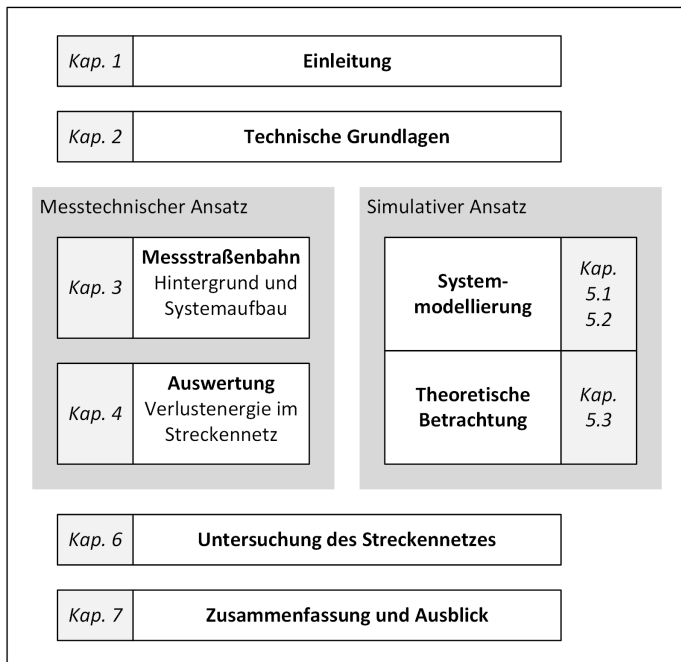 Kap. 1
Einleitung
Kap. 2
Technische Grundlagen
Messtechnischer Ansatz
Kap. 3
Messstraßenbahn
Hintergrund und
Systemaufbau
Kap. 4
Auswertung
Verlustenergie im
Streckennetz
Simulativer Ansatz
System-
modellierung
Kap.
5.1
5.2
Theoretische
Betrachtung
Kap.
5.3
Kap. 6
Untersuchung des Streckennetzes
Kap. 7
Zusammenfassung und Ausblick